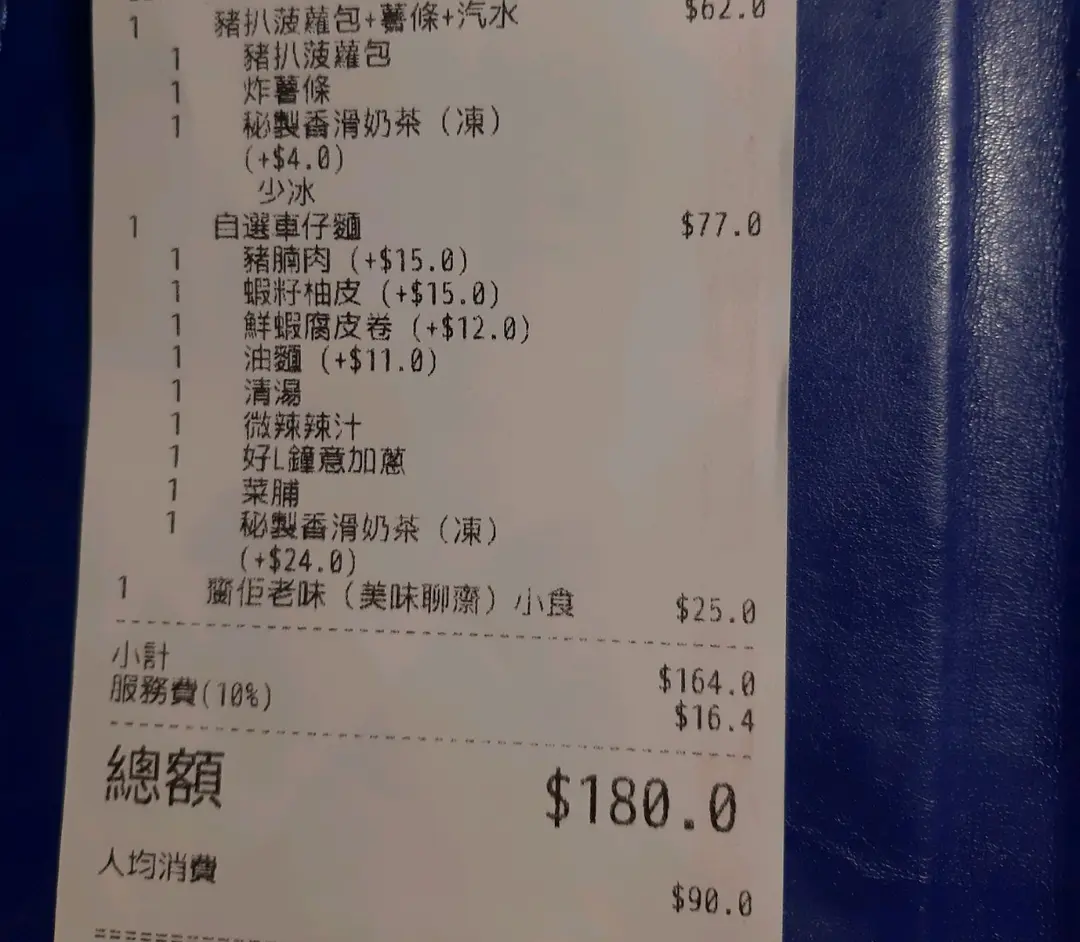 1 豬扒菠蘿包+薯條+汽水 $62.0
1 豬扒菠蘿包
1 炸薯條
1 秘製香滑奶茶（凍）
(+$4.0)
少冰
1 自選車仔麵 $77.0
1 豬腩肉 (+$15.0)
1 蝦籽柚皮 (+$15.0)
1 鮮蝦腐皮卷 (+$12.0)
1 油麵 (+$11.0)
1 清湯
1 微辣辣汁
1 好L鐘意加蔥
1 菜脯
1 秘製香滑奶茶（凍）
(+$24.0)
1 齋佢老味（美味聊齋）小食 $25.0
小計 $164.0
服務費(10%) $16.4
總額 $180.0
人均消費 $90.0